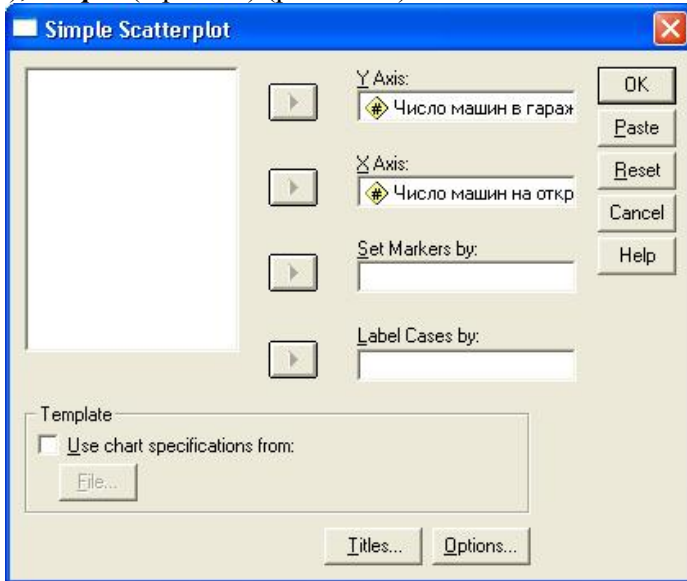 Simple Scatterplot
Y Axis:
Число машин в гараж
X Axis:
Число машин на откр
Set Markers by:
Label Cases by:
OK
Paste
Reset
Cancel
Help
Template
Use chart specifications from:
File...
Titles...
Options...